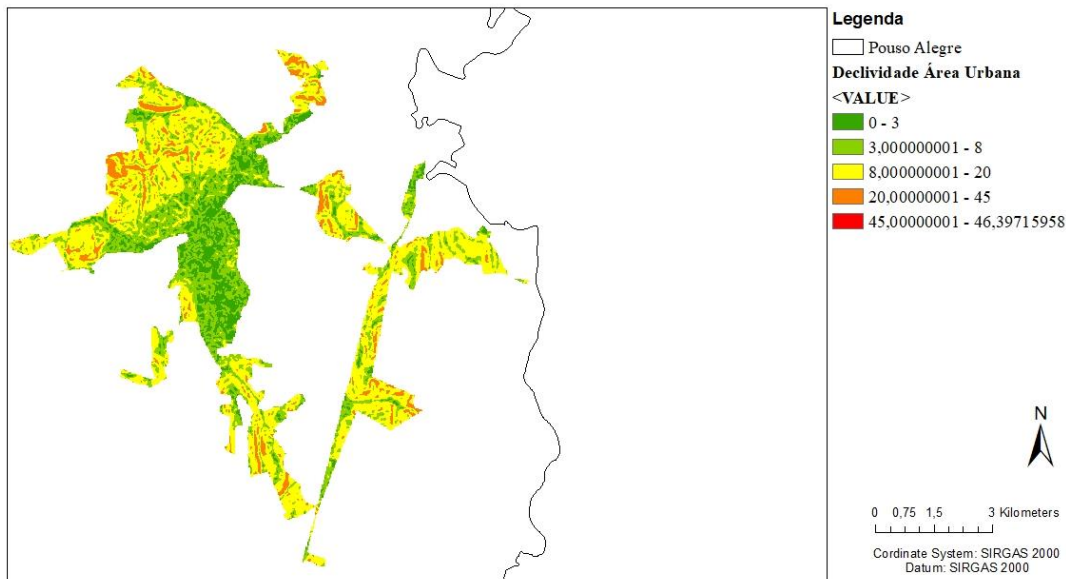 Legenda
Pouso Alegre
Declividade Área Urbana
<VALUE>
0 - 3
3,000000001 - 8
8,000000001 - 20
20,00000001 - 45
45,00000001 - 46,39715958
N
0 0,75 1,5 3 Kilometers
Cordinate System: SIRGAS 2000
Datum: SIRGAS 2000